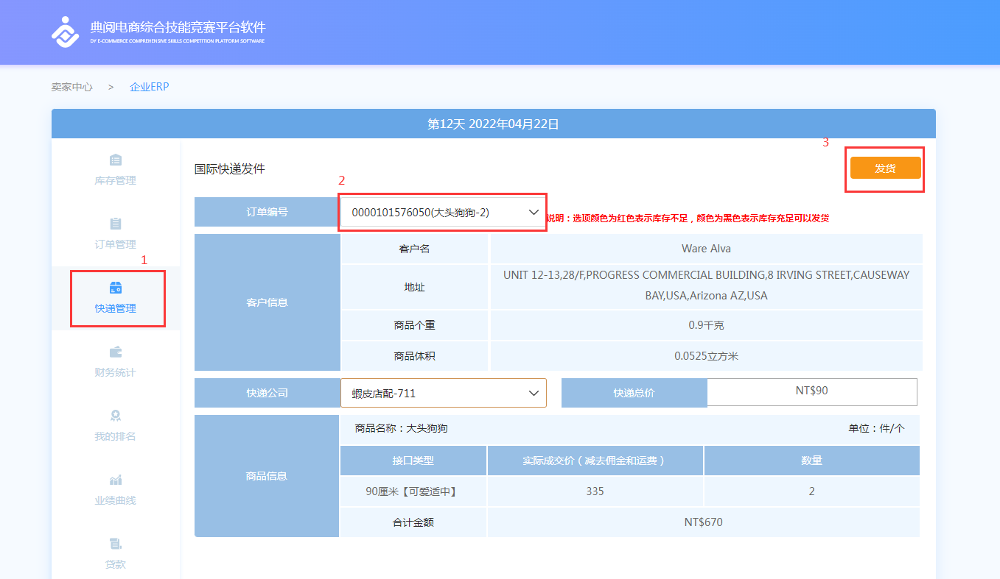 典阅电商综合技能竞赛平台软件
DY E-COMMERCE COMPREHENSIVE SKILLS COMPETITION PLATFORM SOFTWARE
卖家中心 > 企业ERP
第12天 2022年04月22日
库存管理
订单管理
1
快递管理
财务统计
我的排名
业绩曲线
贷款
国际快递发件
3
发货
2
订单编号 0000101576050(大头狗狗-2)
说明：选项颜色为红色表示库存不足，颜色为黑色表示库存充足可以发货
客户信息
客户名 Ware Alva
地址 UNIT 12-13,28/F,PROGRESS COMMERCIAL BUILDING,8 IRVING STREET,CAUSEWAY
BAY,USA,Arizona AZ,USA
商品个重 0.9千克
商品体积 0.0525立方米
快递公司 蝦皮店配-711 快递总价 NT$90
商品信息
商品名称：大头狗狗 单位：件/个
接口类型 实际成交价（减去佣金和运费） 数量
90厘米【可爱适中】 335 2
合计金额 NT$670